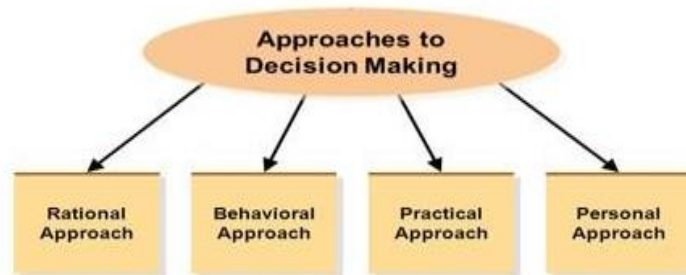 Approaches to
Decision Making
Rational
Approach
Behavioral
Approach
Practical
Approach
Personal
Approach